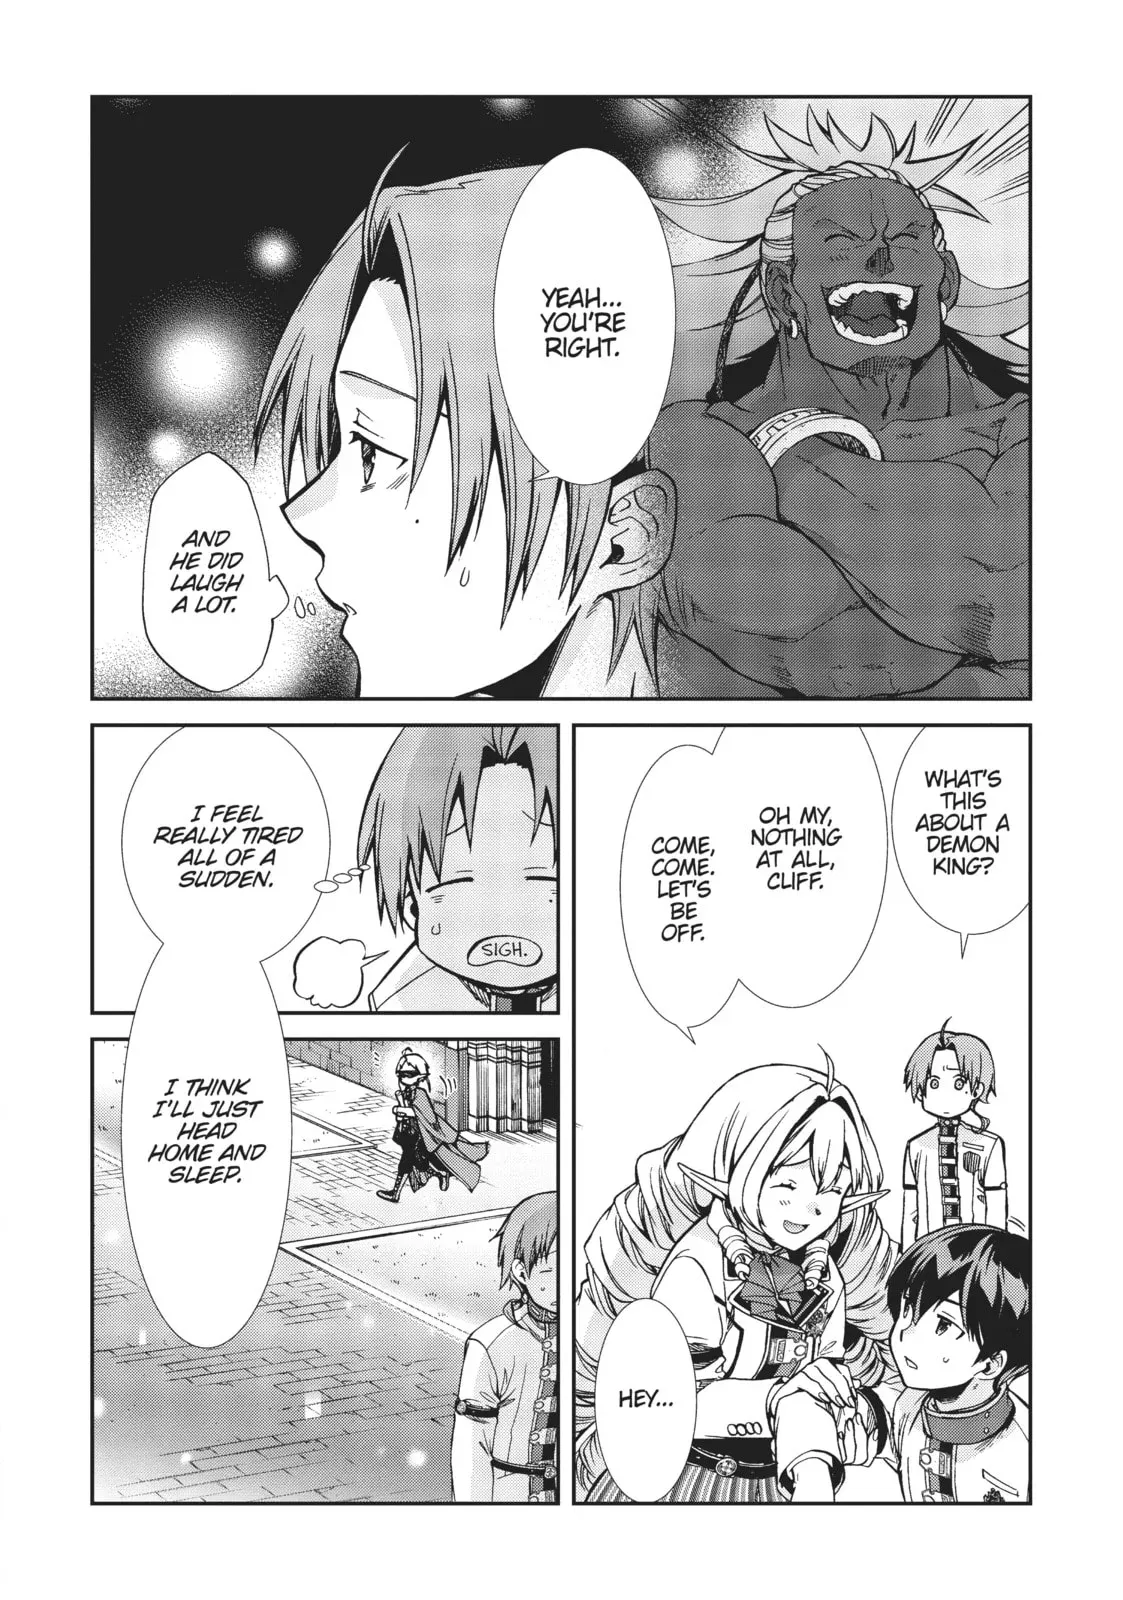 YEAH...
YOU'RE
RIGHT.
AND
HE DID
LAUGH
A LOT.
WHAT'S
THIS
ABOUT A
DEMON
KING?
OH MY,
NOTHING
AT ALL,
CLIFF.
COME,
COME.
LET'S
BE
OFF.
HEY...
I FEEL
REALLY TIRED
ALL OF A
SUDDEN.
SIGH.
I THINK
I'LL JUST
HEAD
HOME AND
SLEEP.